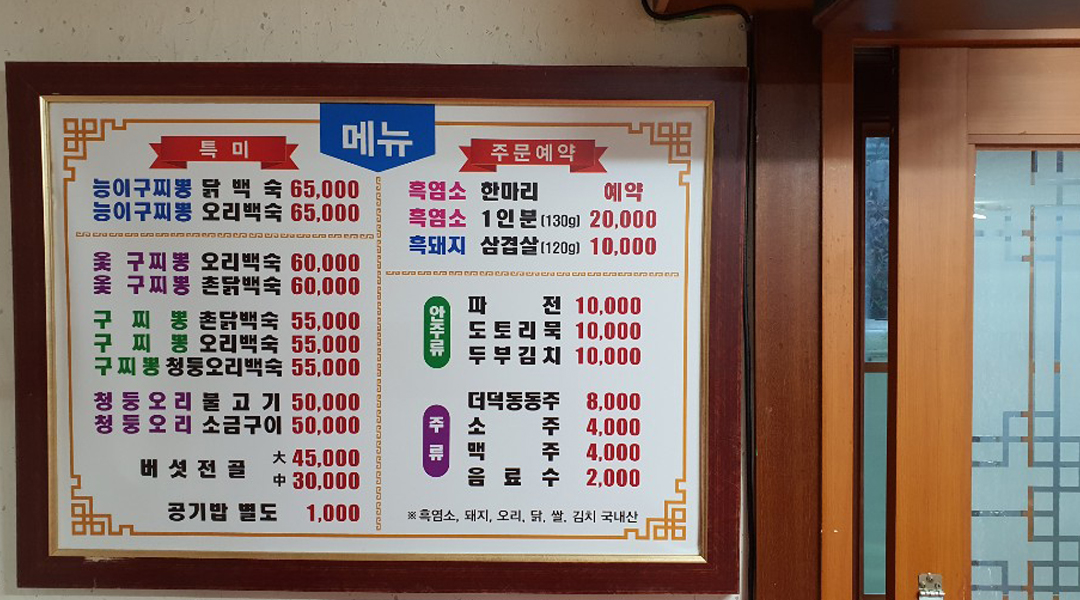 메뉴
특미
능이구찌뽕 닭백숙 65,000
능이구찌뽕 오리백숙 65,000
옻 구찌뽕 오리백숙 60,000
옻 구찌뽕 촌닭백숙 60,000
구찌뽕 촌닭백숙 55,000
구찌뽕 오리백숙 55,000
구찌뽕 청둥오리백숙 55,000
청둥오리 불고기 50,000
청둥오리 소금구이 50,000
버섯전골 大 45,000
中 30,000
공기밥 별도 1,000
주문예약
흑염소 한마리 예약
흑염소 1인분(130g) 20,000
흑돼지 삼겹살(120g) 10,000
안주류
파전 10,000
도토리묵 10,000
두부김치 10,000
주류
더덕동동주 8,000
소주 4,000
맥주 4,000
음료수 2,000
※ 흑염소, 돼지, 오리, 닭, 쌀, 김치 국내산